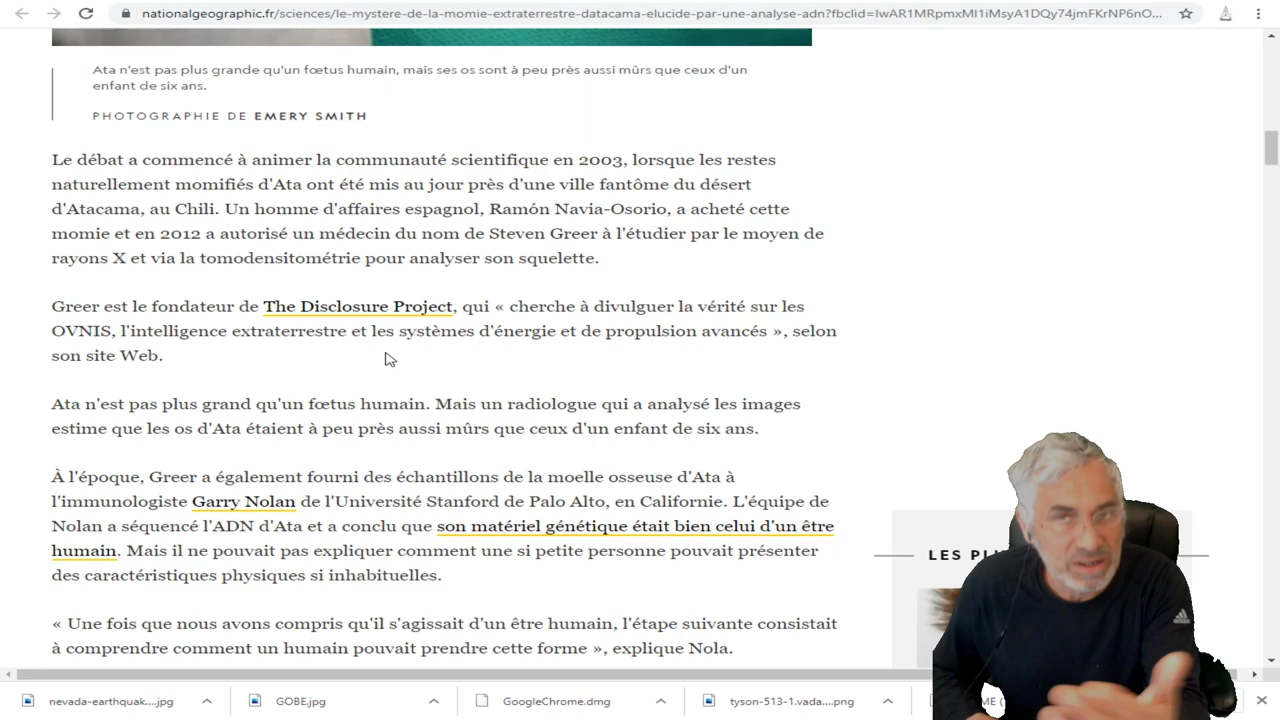 nationalgeographic.fr/sciences/le-mystere-de-la-momie-extraterrestre-datacama-elucide-par-une-analyse-adn?fbclid=IwAR1MRpxMI1iMsyA1DQy74jmFKrNP6nO...
Ata n'est pas plus grande qu'un fœtus humain, mais ses os sont à peu près aussi mûrs que ceux d'un
enfant de six ans.
PHOTOGRAPHIE DE EMERY SMITH
Le débat a commencé à animer la communauté scientifique en 2003, lorsque les restes
naturellement momifiés d'Ata ont été mis au jour près d'une ville fantôme du désert
d'Atacama, au Chili. Un homme d'affaires espagnol, Ramón Navia-Osorio, a acheté cette
momie et en 2012 a autorisé un médecin du nom de Steven Greer à l'étudier par le moyen de
rayons X et via la tomodensitométrie pour analyser son squelette.
Greer est le fondateur de The Disclosure Project, qui « cherche à divulguer la vérité sur les
OVNIS, l'intelligence extraterrestre et les systèmes d'énergie et de propulsion avancés », selon
son site Web.
Ata n'est pas plus grand qu'un fœtus humain. Mais un radiologue qui a analysé les images
estime que les os d'Ata étaient à peu près aussi mûrs que ceux d'un enfant de six ans.
À l'époque, Greer a également fourni des échantillons de la moelle osseuse d'Ata à
l'immunologiste Garry Nolan de l'Université Stanford de Palo Alto, en Californie. L'équipe de
Nolan a séquencé l'ADN d'Ata et a conclu que son matériel génétique était bien celui d'un être
humain. Mais il ne pouvait pas expliquer comment une si petite personne pouvait présenter
des caractéristiques physiques si inhabituelles.
LES
« Une fois que nous avons compris qu'il s'agissait d'un être humain, l'étape suivante consistait
à comprendre comment un humain pouvait prendre cette forme », explique Nola.
nevada-earthquak....jpg
GOBE.jpg
GoogleChrome.dmg
tyson-513-1.vada....png